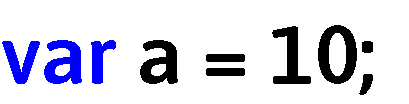 var a = 10;